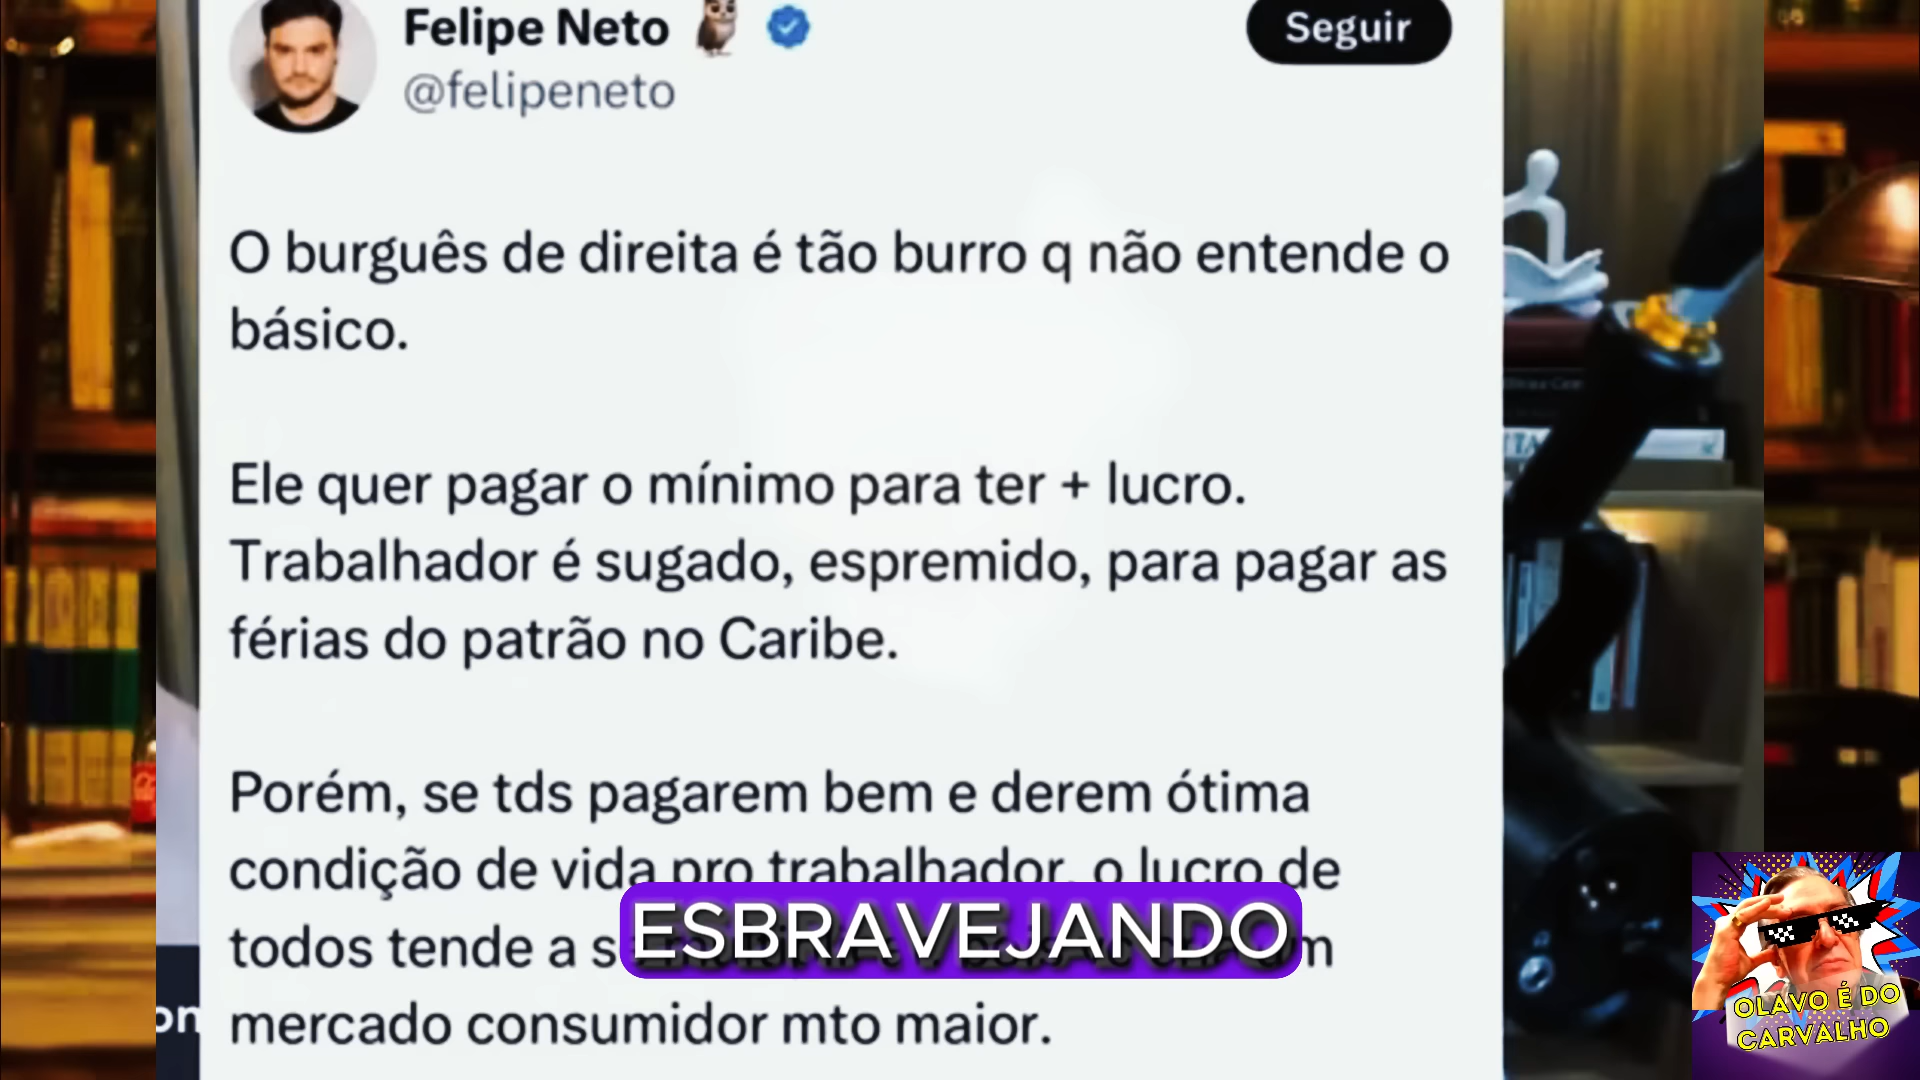 Felipe Neto
Seguir
@felipeneto
O burguês de direita é tão burro q não entende o
básico.
Ele quer pagar o mínimo para ter + lucro.
Trabalhador é sugado, espremido, para pagar as
férias do patrão no Caribe.
Porém, se tds pagarem bem e derem ótima
condição de vida pro trabalhador, o lucro de
todos tende a s
ESBRAVEJANDO
mercado consumidor mto maior.
on
OLAVO É DO
CARVALHO